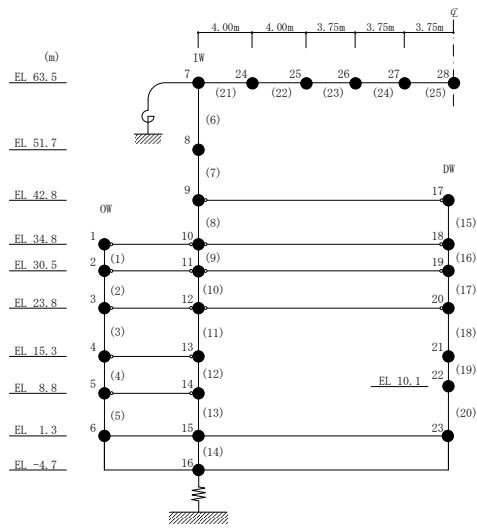 ℄
4.00m 4.00m 3.75m 3.75m 3.75m
(m) IW
EL 63.5 7 24 25 26 27 28
(21) (22) (23) (24) (25)
(6)
EL 51.7 8
(7) DW
EL 42.8 9 17
OW
(8) (15)
EL 34.8 1 10 18
(1) (9) (16)
EL 30.5 2 11 19
(2) (10) (17)
EL 23.8 3 12 20
(3) (11) (18)
EL 15.3 4 13 21
(4) (12) (19)
EL 10.1 22
EL 8.8 5 14
(5) (13) (20)
EL 1.3 6 15 23
(14)
EL -4.7 16